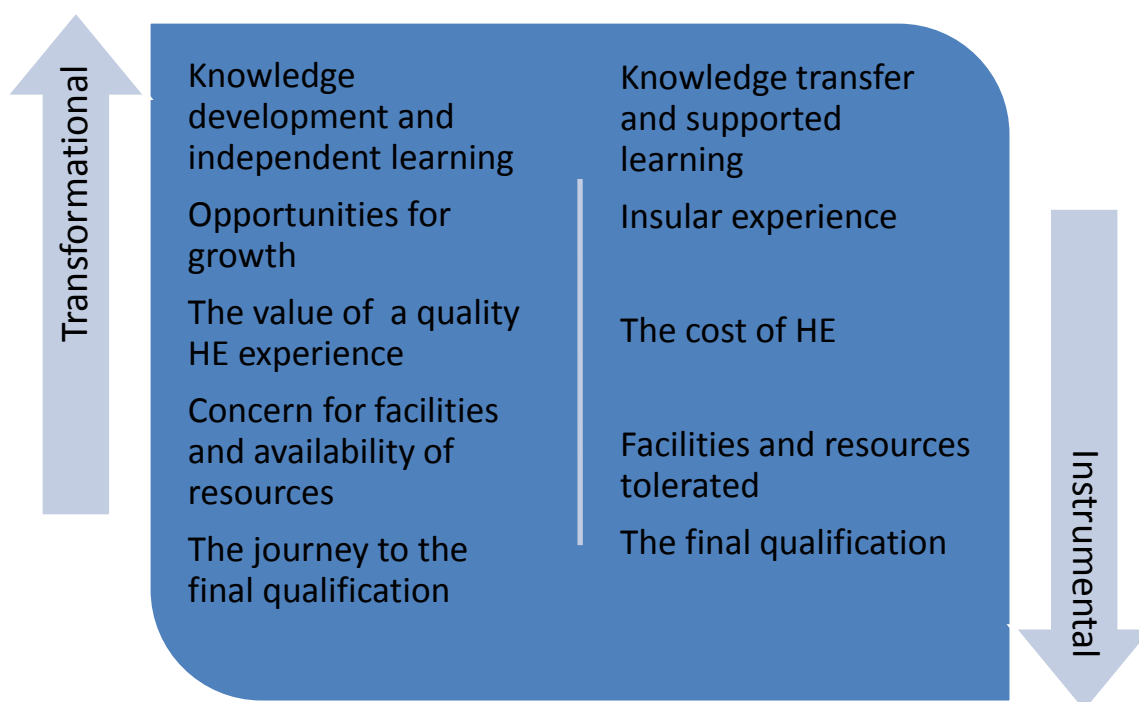 Transformational
Knowledge
development and
independent learning
Opportunities for
growth
The value of  a quality
HE experience
Concern for facilities
and availability of
resources
The journey to the
final qualification
Knowledge transfer
and supported
learning
Insular experience
The cost of HE
Facilities and resources
tolerated
The final qualification
Instrumental